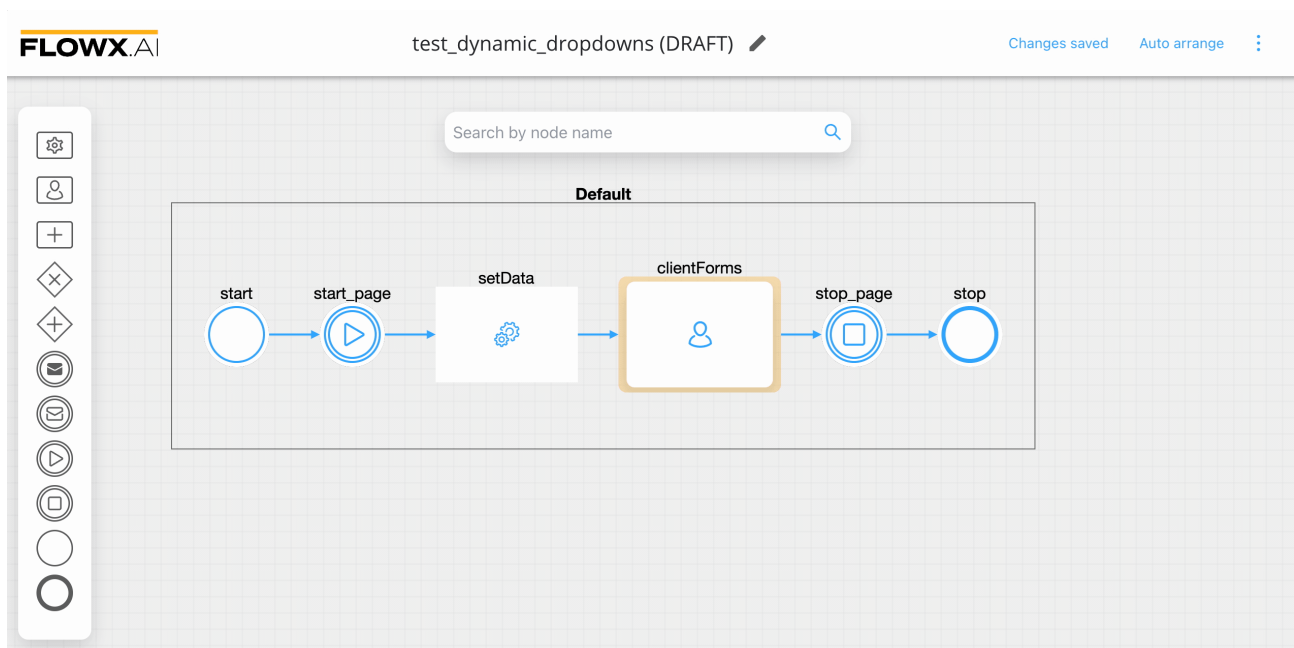 FLOWX.AI
test_dynamic_dropdowns (DRAFT)
Changes saved
Auto arrange
Search by node name
Default
start
start_page
setData
clientForms
stop_page
stop